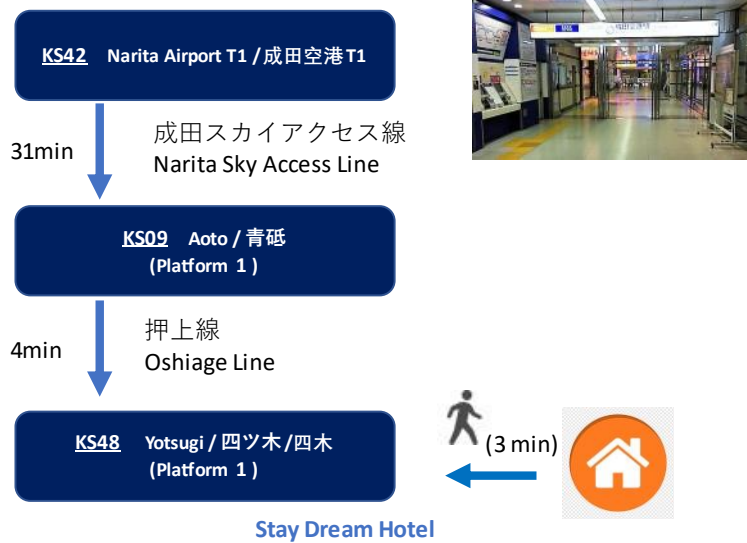 KS42 Narita Airport T1 / 成田空港T1
31min
成田スカイアクセス線
Narita Sky Access Line
KS09 Aoto / 青砥
(Platform 1 )
4min
押上線
Oshiage Line
KS48 Yotsugi / 四ツ木 /四木
(Platform 1 )
(3 min)
Stay Dream Hotel